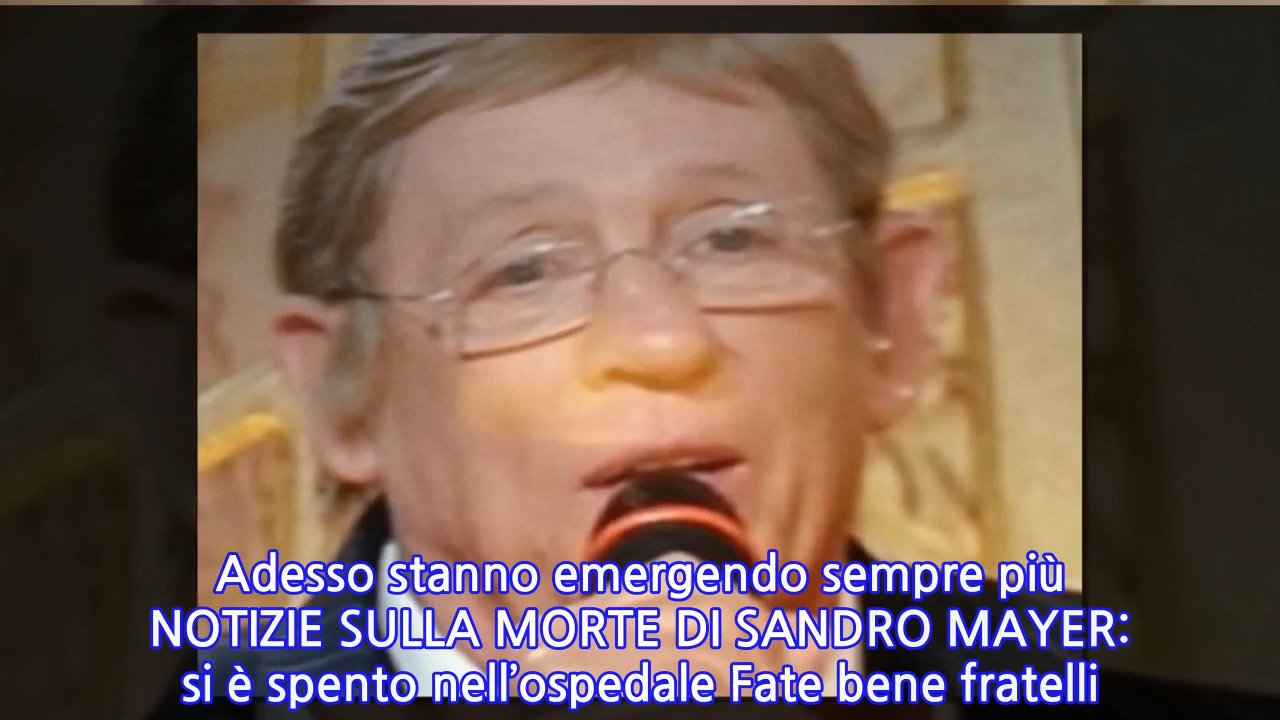 Adesso stanno emergendo sempre più
NOTIZIE SULLA MORTE DI SANDRO MAYER:
si è spento nell'ospedale Fate bene fratelli